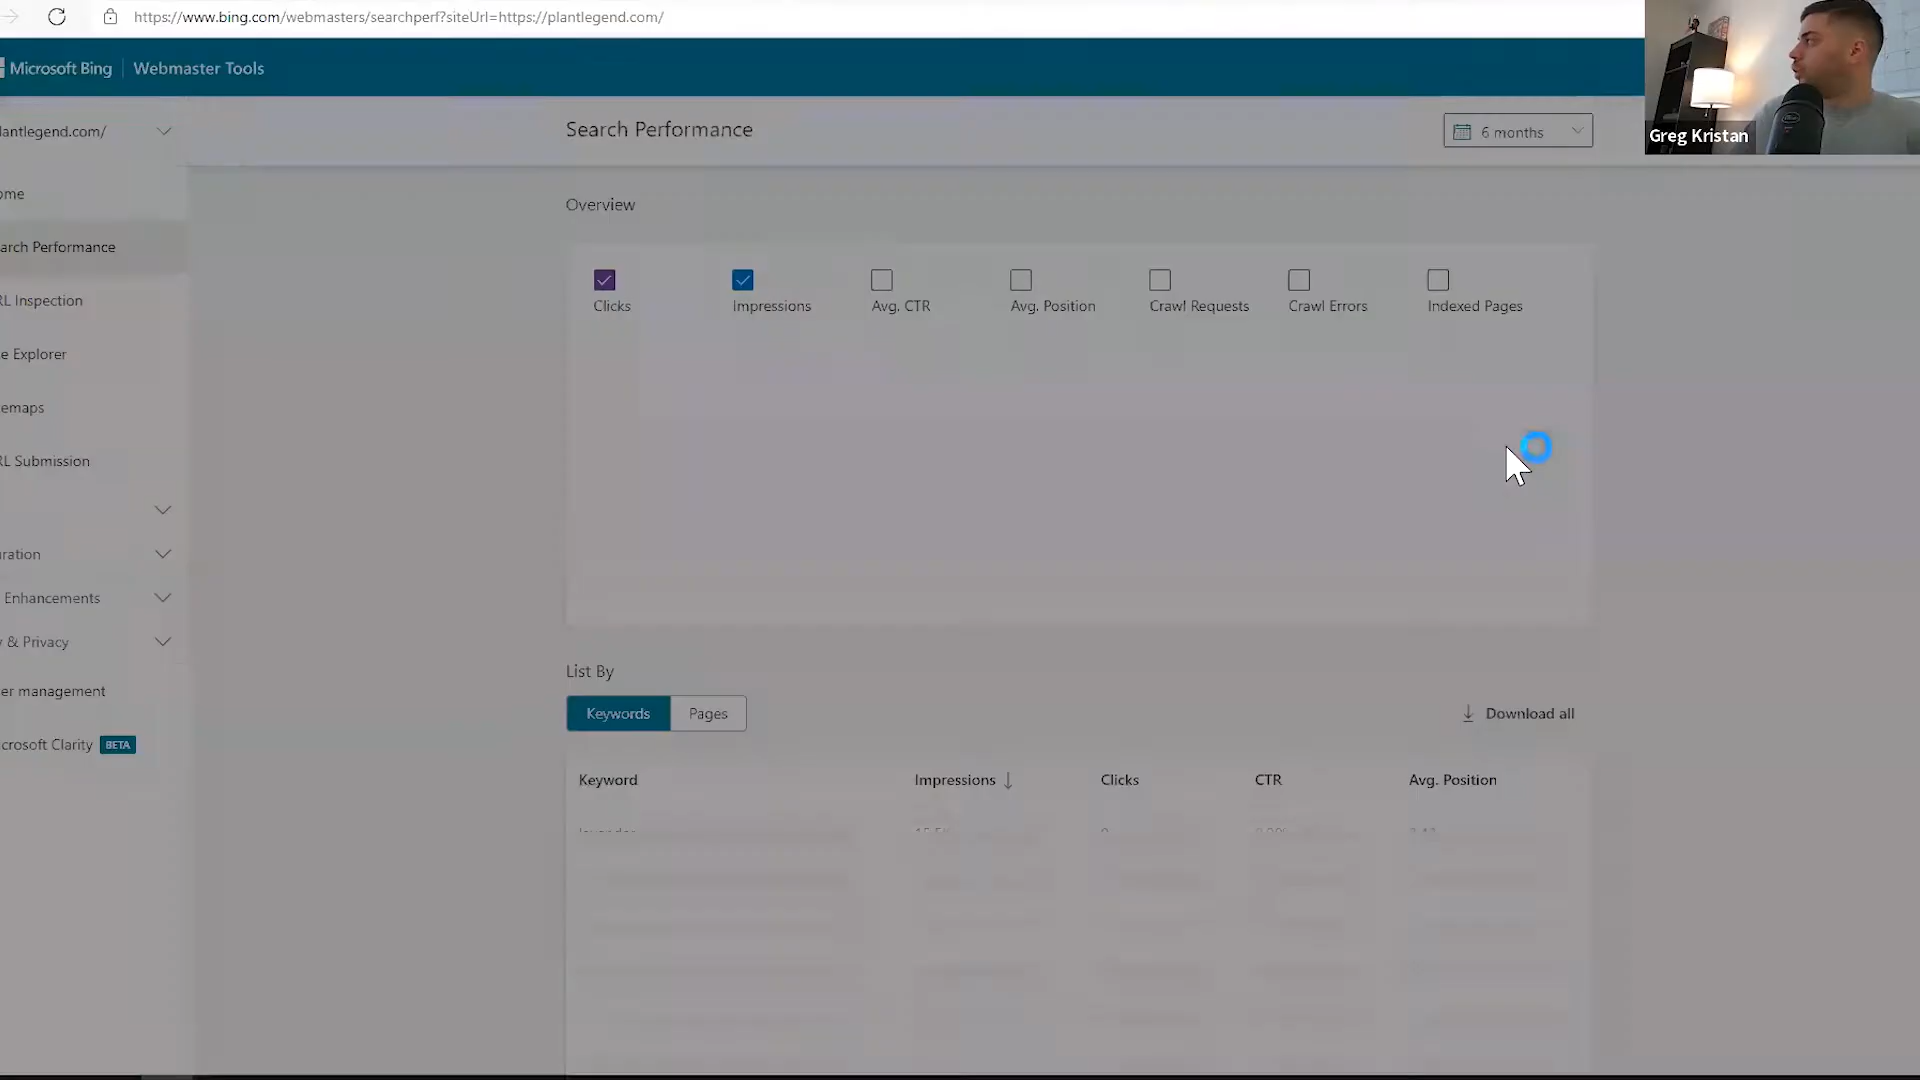 https://www.bing.com/webmasters/searchperf?siteUrl=https://plantlegend.com/
Microsoft Bing
Webmaster Tools
Greg Kristan
lantlegend.com/
Search Performance
6 months
ome
Overview
arch Performance
Clicks
Impressions
Avg. CTR
Avg. Position
Crawl Requests
Crawl Errors
Indexed Pages
RL Inspection
e Explorer
emaps
RL Submission
ration
Enhancements
y & Privacy
List By
er management
Keywords
Pages
Download all
crosoft Clarity BETA
Keyword
Impressions
Clicks
CTR
Avg. Position